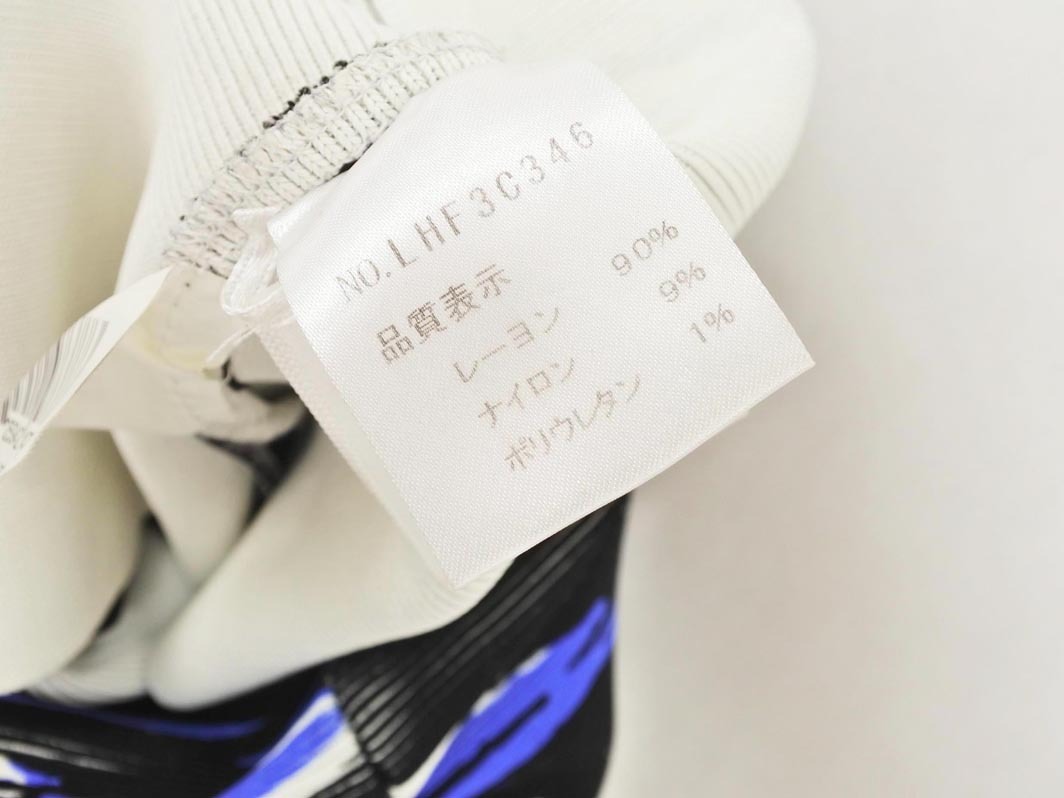 NO.LHF3C346
品質表示
レーヨン 90%
ナイロン 9%
ポリウレタン 1%